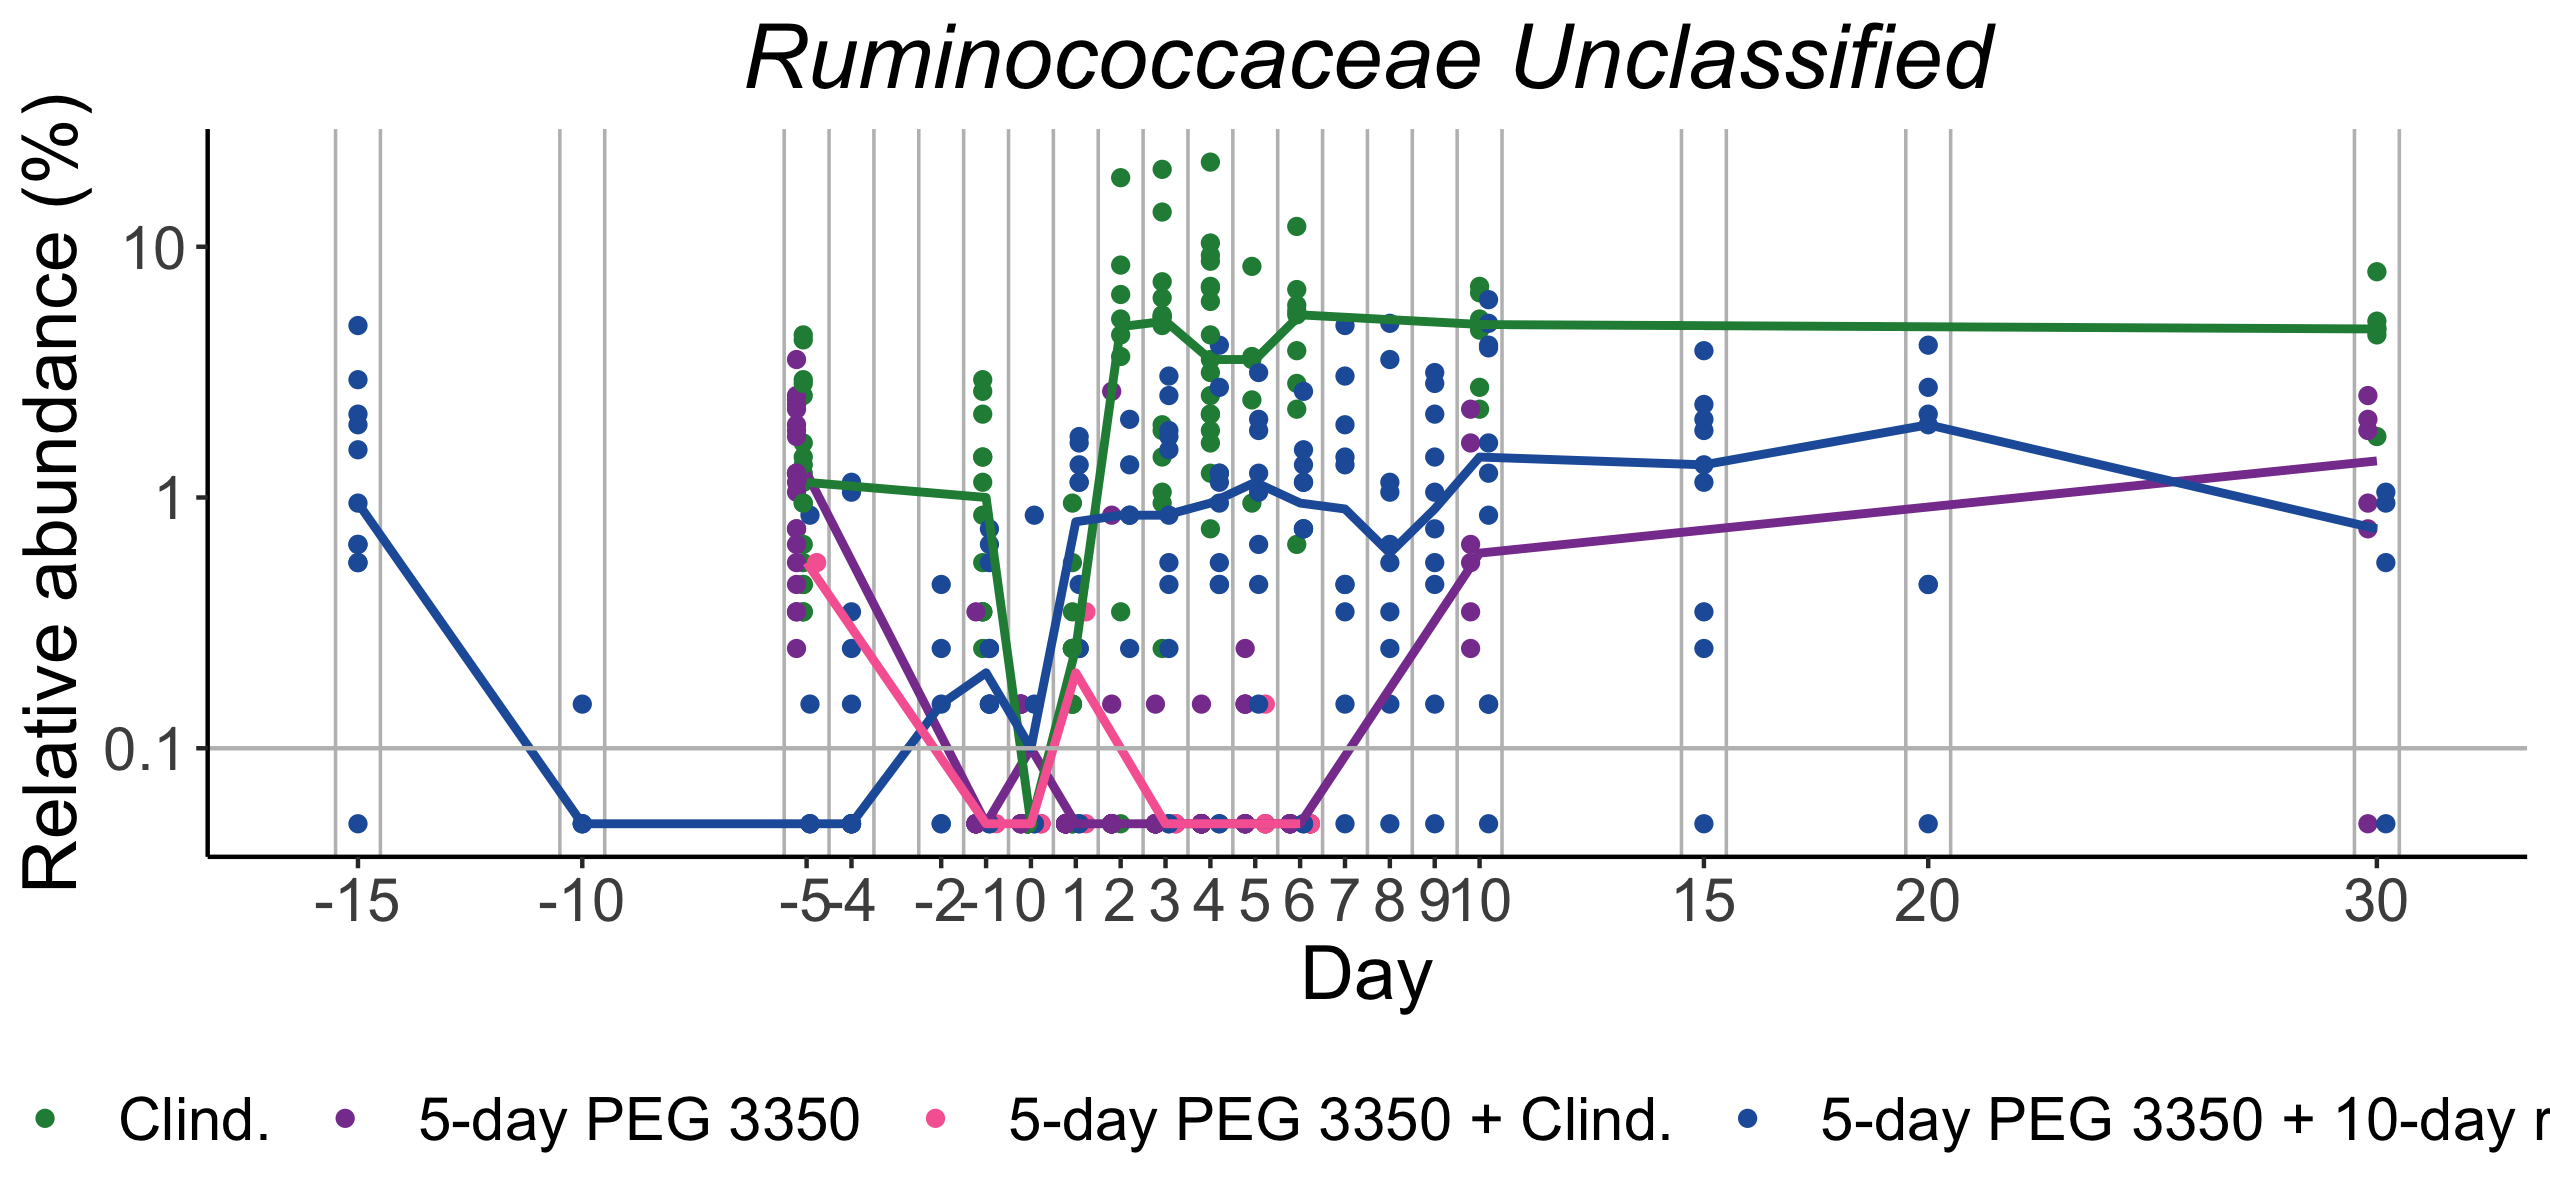 Ruminococcaceae Unclassified
Relative abundance (%)
10
1
0.1
-15 -10 -5 -4 -2 -1 0 1 2 3 4 5 6 7 8 9 10 15 20 30
Day
Clind. 5-day PEG 3350 5-day PEG 3350 + Clind. 5-day PEG 3350 + 10-day r